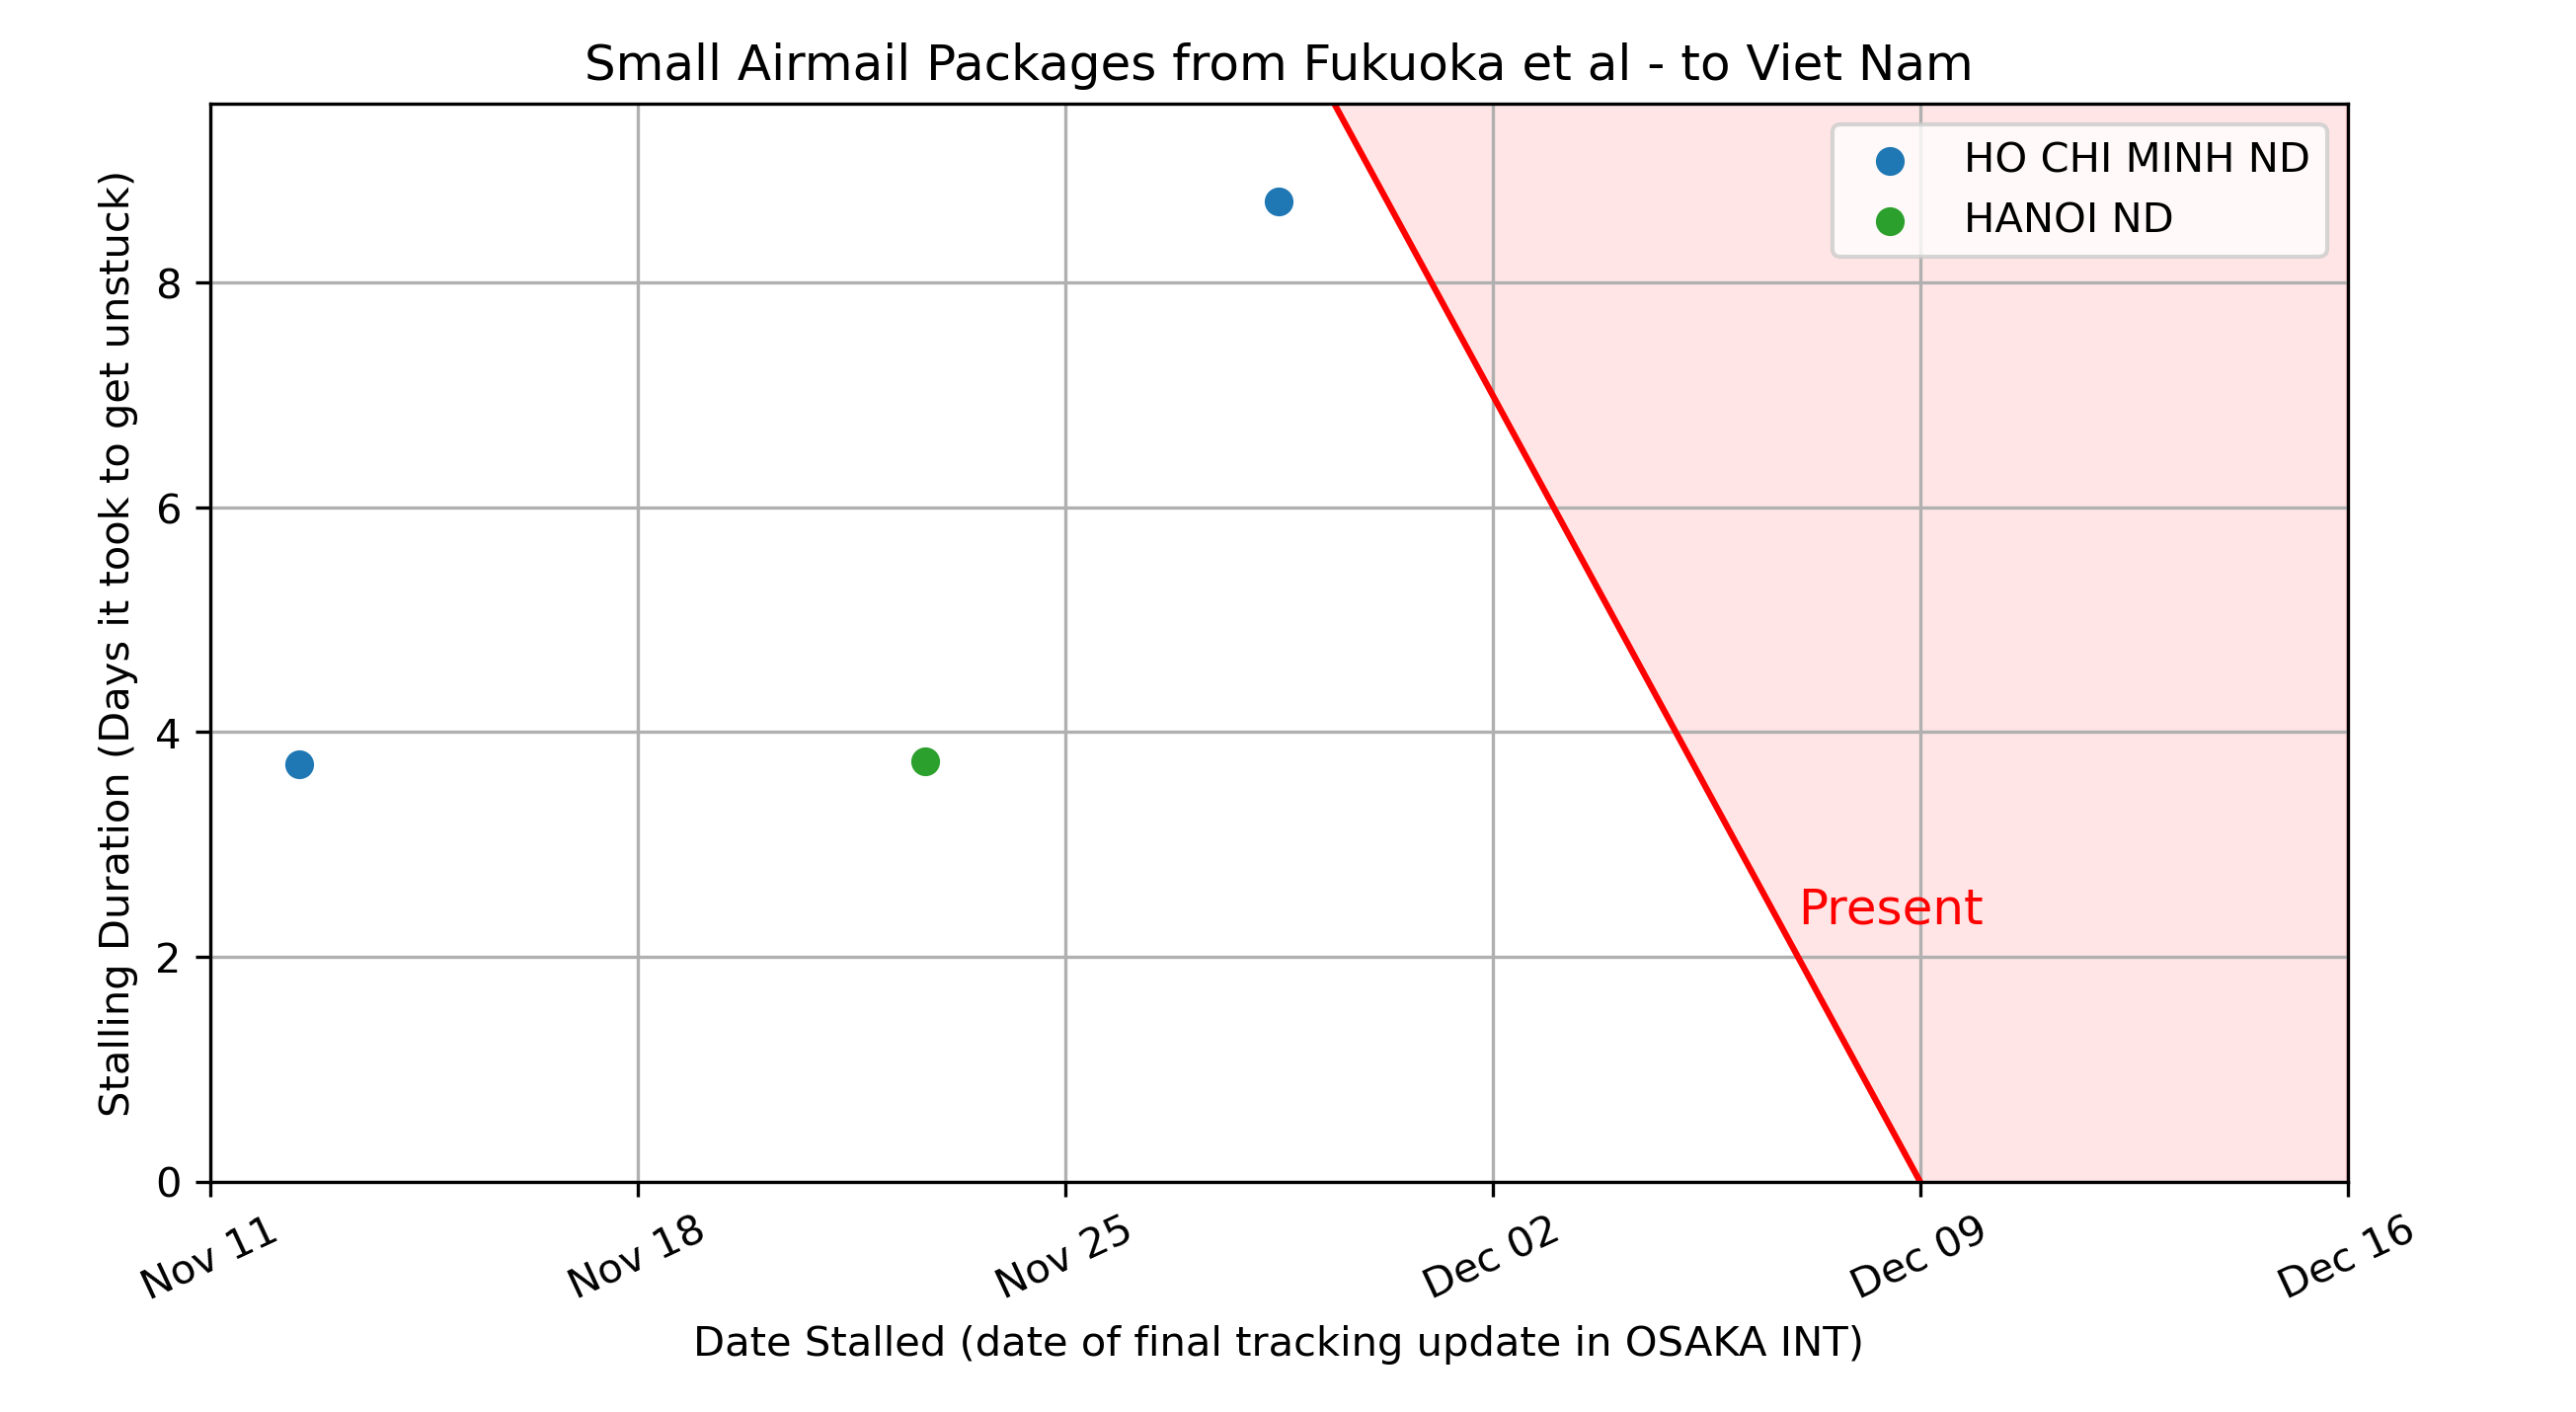 Small Airmail Packages from Fukuoka et al - to Viet Nam
HO CHI MINH ND
HANOI ND
Stalling Duration (Days it took to get unstuck)
8
6
4
2
0
Present
Nov 11
Nov 18
Nov 25
Dec 02
Dec 09
Dec 16
Date Stalled (date of final tracking update in OSAKA INT)